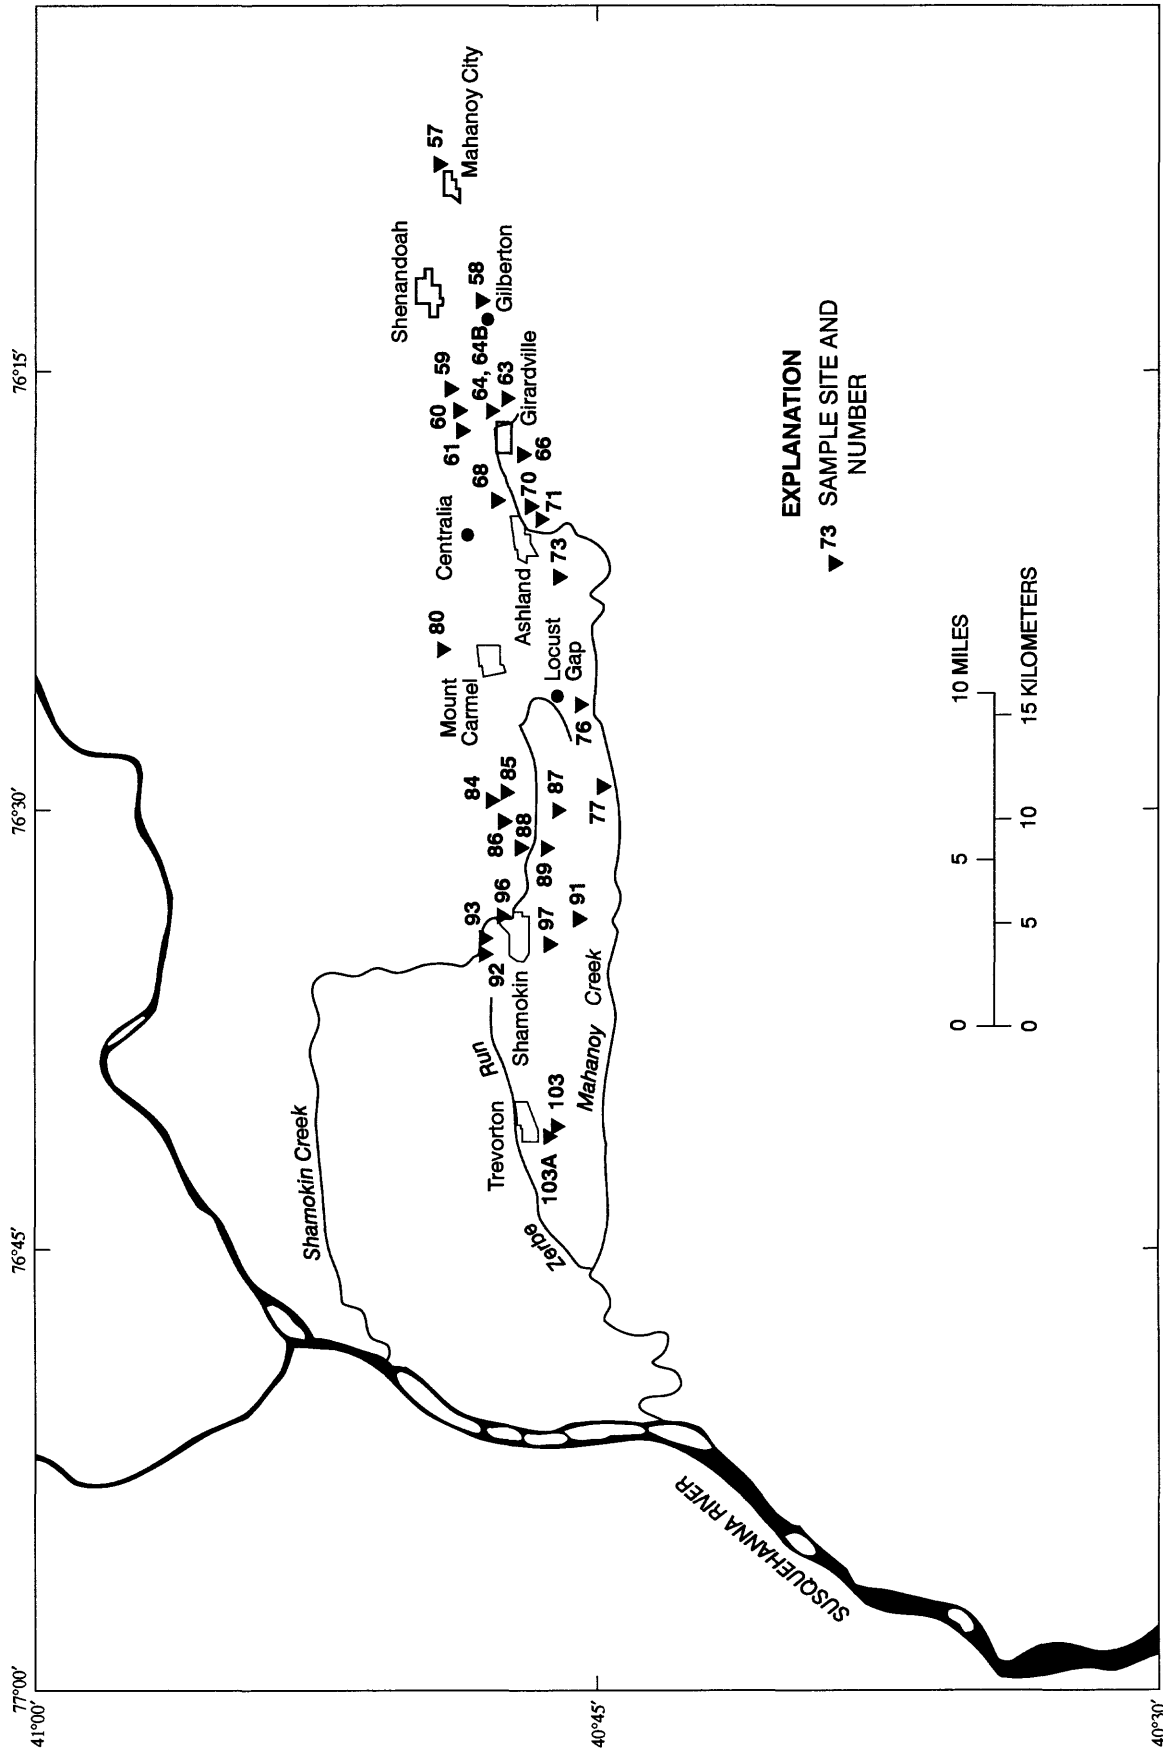 77°00′
76°45′
76°30′
76°15′
41°00′
40°45′
40°30′
SUSQUEHANNA RIVER
Shamokin Creek
Zerbe
Run
Mahanoy Creek
Trevorton
103A
103
Shamokin
92
93
96
97
91
89
88
86
84
85
87
77
76
Mount
Carmel
80
Locust
Gap
Ashland
73
Centralia
68
70
71
66
61
60
59
64, 64B
63
Girardville
Shenandoah
58
Gilberton
57
Mahanoy City
EXPLANATION
73 SAMPLE SITE AND
NUMBER
0 5 10 MILES
0 5 10 15 KILOMETERS